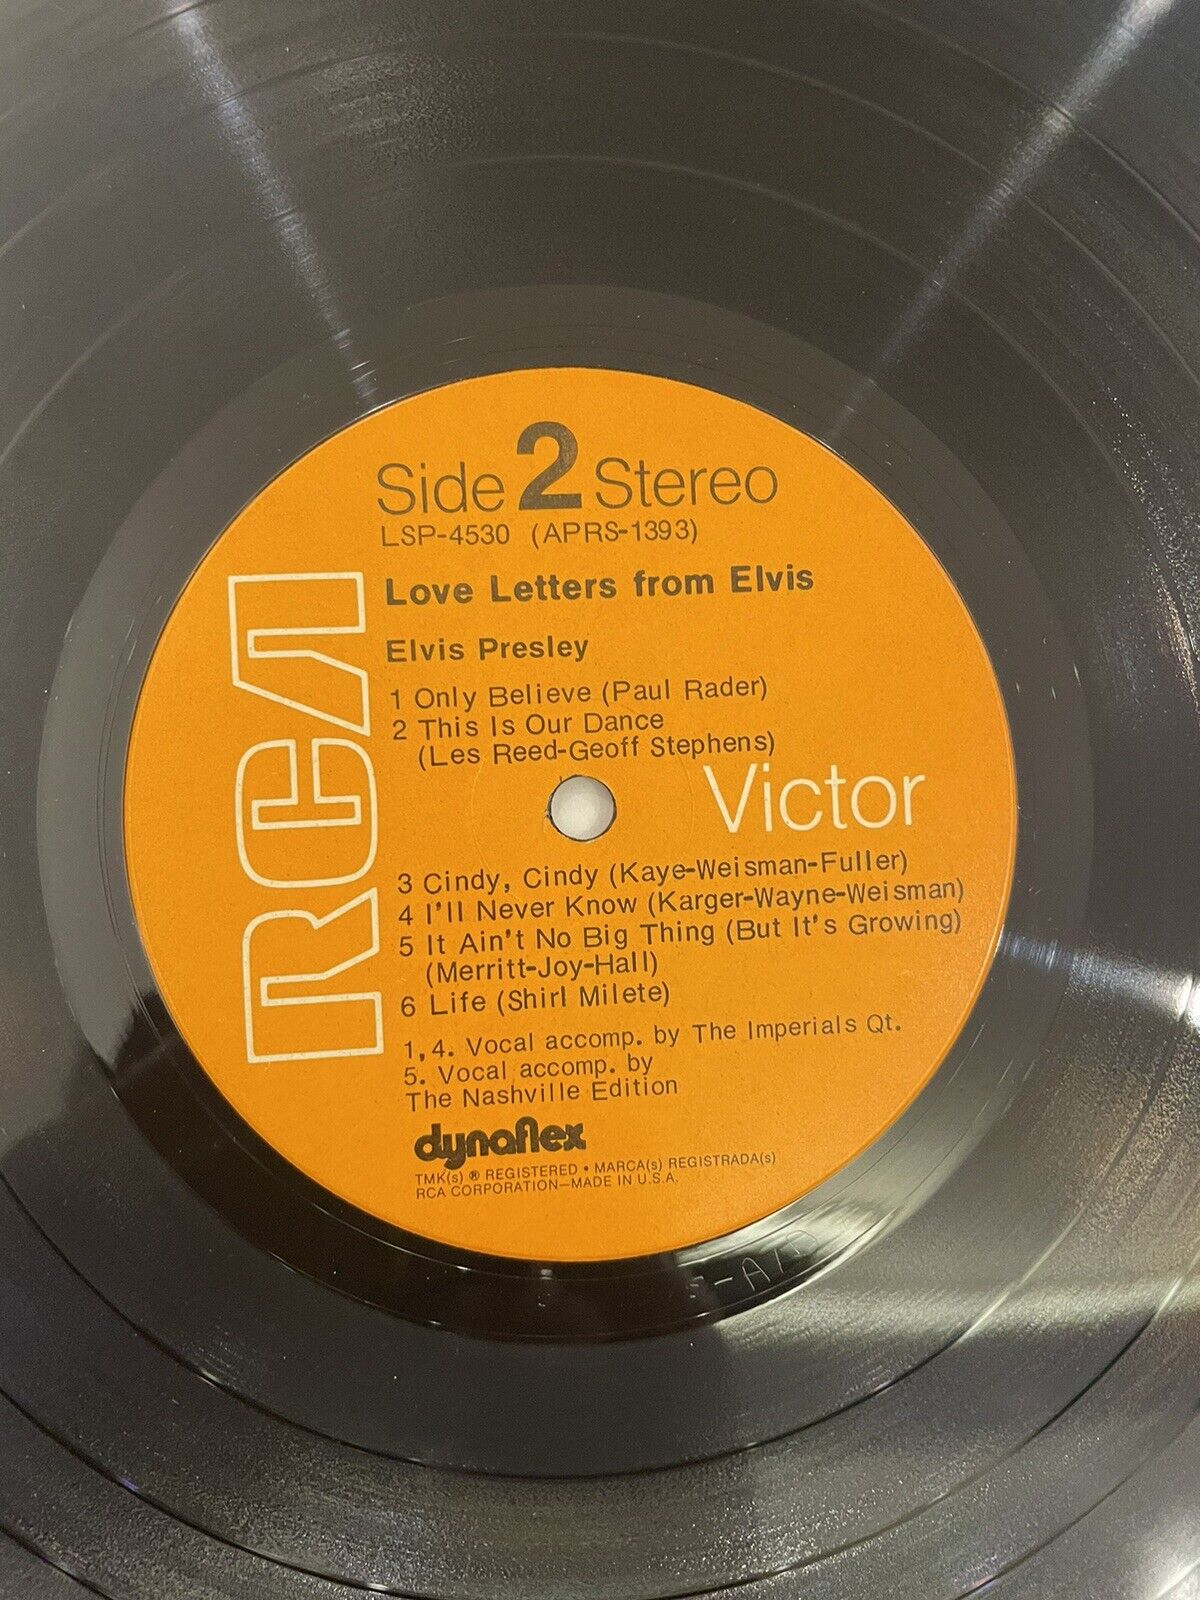 Side 2 Stereo
LSP-4530 (APRS-1393)
Love Letters from Elvis
Elvis Presley
1 Only Believe (Paul Rader)
2 This Is Our Dance
(Les Reed-Geoff Stephens)
RCA
Victor
3 Cindy, Cindy (Kaye-Weisman-Fuller)
4 I'll Never Know (Karger-Wayne-Weisman)
5 It Ain't No Big Thing (But It's Growing)
(Merritt-Joy-Hall)
6 Life (Shirl Milete)
1,4. Vocal accomp. by The Imperials Qt.
5. Vocal accomp. by
The Nashville Edition
dynaflex
TMK(s) ® REGISTERED • MARCA(s) REGISTRADA(s)
RCA CORPORATION—MADE IN U.S.A.